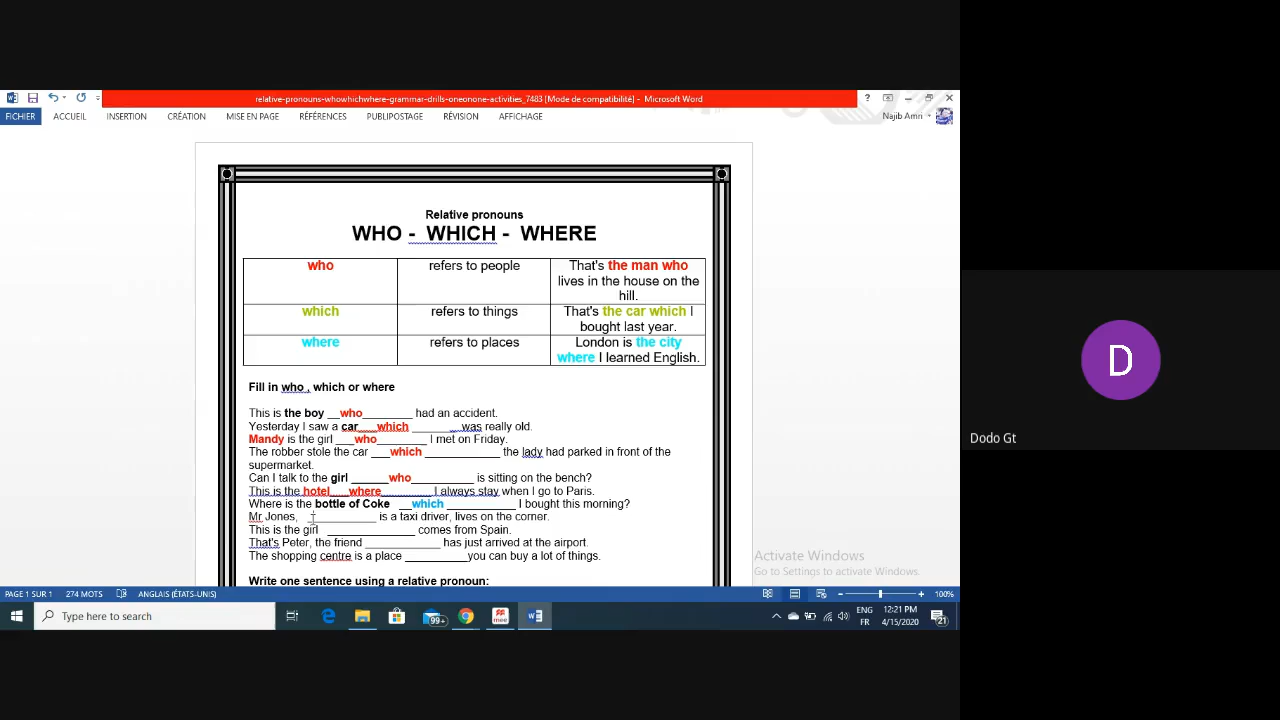 relative-pronouns-whowhichwhere-grammar-drills-oneonone-activities_7483 [Mode de compatibilité] - Microsoft Word
FICHIER ACCUEIL INSERTION CRÉATION MISE EN PAGE RÉFÉRENCES PUBLIPOSTAGE RÉVISION AFFICHAGE Najib Amri
Relative pronouns
WHO - WHICH - WHERE
who refers to people That's the man who
lives in the house on the
hill.
which refers to things That's the car which I
bought last year.
where refers to places London is the city
where I learned English.
Fill in who , which or where
This is the boy __who________ had an accident.
Yesterday I saw a car___which _________ was really old.
Mandy is the girl ___who________ I met on Friday.
The robber stole the car ___which ____________ the lady had parked in front of the
supermarket.
Can I talk to the girl ______who__________ is sitting on the bench?
This is the hotel___where________ I always stay when I go to Paris.
Where is the bottle of Coke __which ___________ I bought this morning?
Mr Jones, ___________ is a taxi driver, lives on the corner.
This is the girl ______________ comes from Spain.
That's Peter, the friend ____________ has just arrived at the airport.
The shopping centre is a place __________you can buy a lot of things.
Write one sentence using a relative pronoun:
Activate Windows
Go to Settings to activate Windows.
PAGE 1 SUR 1 274 MOTS ANGLAIS (ÉTATS-UNIS) 100%
Type here to search 99+ ENG 12:21 PM
FR 4/15/2020 21
D
Dodo Gt